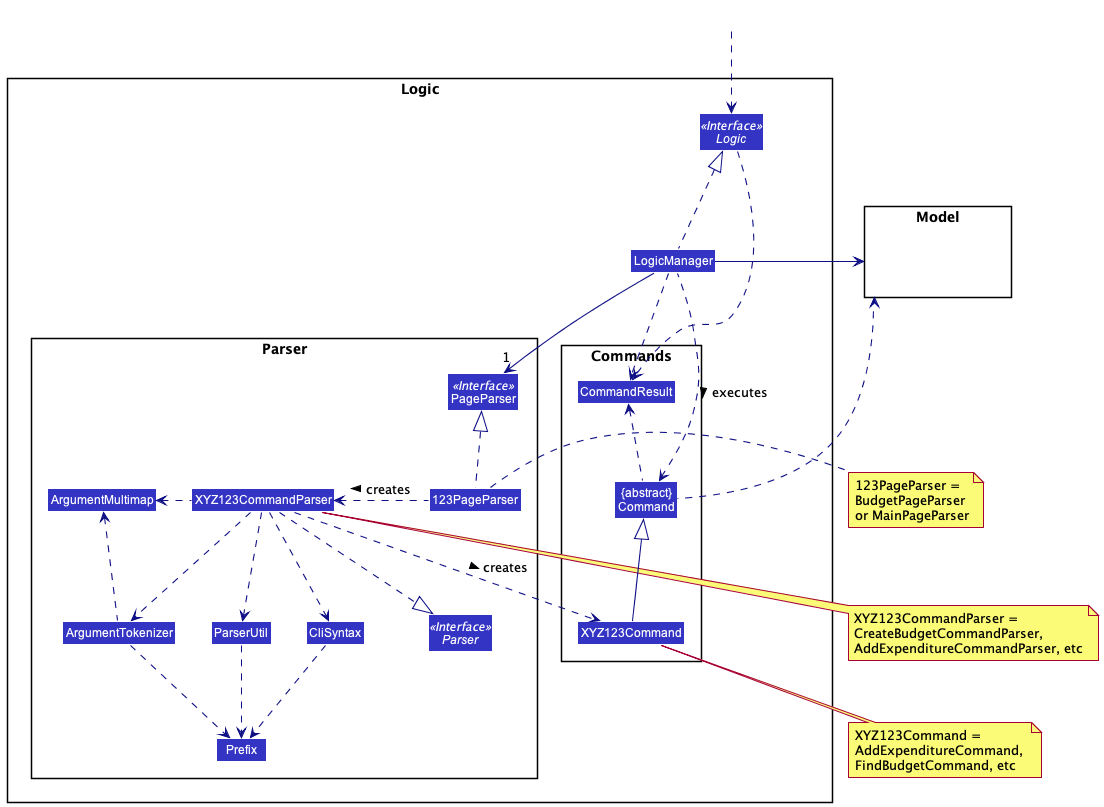 Logic
«Interface»
Logic
Model
LogicManager
Parser
1
«Interface»
PageParser
Commands
CommandResult
executes
ArgumentMultimap
XYZ123CommandParser
creates
123PageParser
{abstract}
Command
123PageParser =
BudgetPageParser
or MainPageParser
creates
ArgumentTokenizer
ParserUtil
CliSyntax
«Interface»
Parser
XYZ123Command
XYZ123CommandParser =
CreateBudgetCommandParser,
AddExpenditureCommandParser, etc
Prefix
XYZ123Command =
AddExpenditureCommand,
FindBudgetCommand, etc